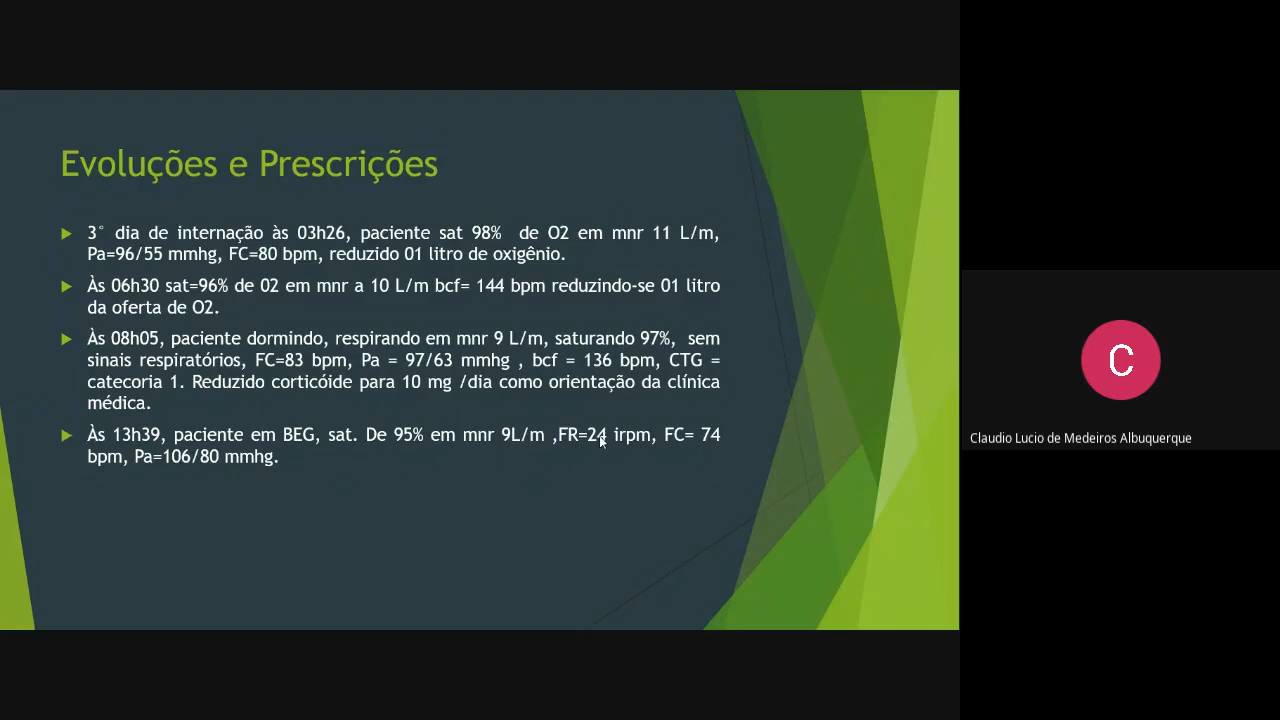 Evoluções e Prescrições
3° dia de internação às 03h26, paciente sat 98% de O2 em mnr 11 L/m,
Pa=96/55 mmhg, FC=80 bpm, reduzido 01 litro de oxigênio.
Às 06h30 sat=96% de 02 em mnr a 10 L/m bcf= 144 bpm reduzindo-se 01 litro
da oferta de O2.
Às 08h05, paciente dormindo, respirando em mnr 9 L/m, saturando 97%, sem
sinais respiratórios, FC=83 bpm, Pa = 97/63 mmhg , bcf = 136 bpm, CTG =
catecoria 1. Reduzido corticóide para 10 mg /dia como orientação da clínica
médica.
Às 13h39, paciente em BEG, sat. De 95% em mnr 9L/m ,FR=24 irpm, FC= 74
bpm, Pa=106/80 mmhg.
C
Claudio Lucio de Medeiros Albuquerque